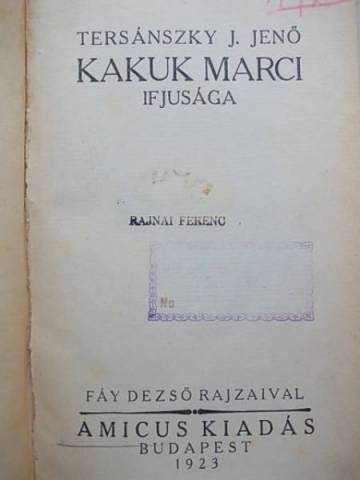 TERSÁNSZKY J. JENŐ
KAKUK MARCI
IFJUSÁGA
RAJNAI FERENC
No
FÁY DEZSŐ RAJZAIVAL
AMICUS KIADÁS
BUDAPEST
1923